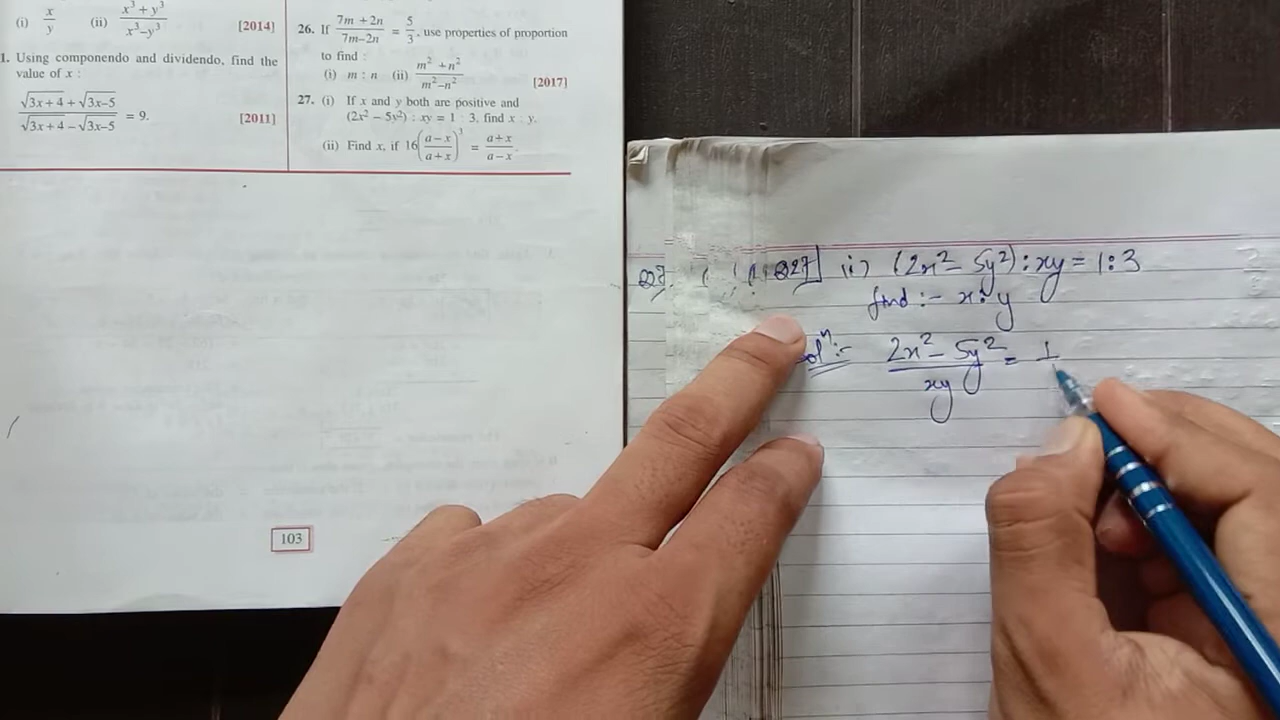 (i) x/y (ii) x³+y³/x³–y³ [2014]
1. Using componendo and dividendo, find the
value of x :
√3x+4 + √3x–5 / √3x+4 – √3x–5 = 9. [2011]
26. If 7m + 2n / 7m–2n = 5/3, use properties of proportion
to find :
(i) m : n (ii) m² + n² / m²–n² [2017]
27. (i) If x and y both are positive and
(2x² – 5y²) : xy = 1 : 3, find x : y.
(ii) Find x, if 16(a–x/a+x)³ = a+x/a–x.
103
Q27] (i) (2x² – 5y²) : xy = 1 : 3
find :- x : y
Solⁿ :- 2x² – 5y² / xy = 1